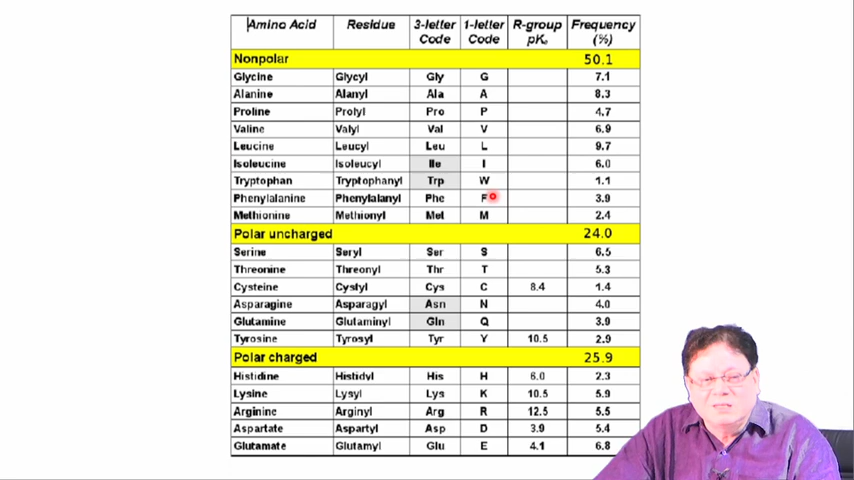 Amino Acid Residue 3-letter Code 1-letter Code R-group pKa Frequency (%)
Nonpolar 50.1
Glycine Glycyl Gly G 7.1
Alanine Alanyl Ala A 8.3
Proline Prolyl Pro P 4.7
Valine Valyl Val V 6.9
Leucine Leucyl Leu L 9.7
Isoleucine Isoleucyl Ile I 6.0
Tryptophan Tryptophanyl Trp W 1.1
Phenylalanine Phenylalanyl Phe F 3.9
Methionine Methionyl Met M 2.4
Polar uncharged 24.0
Serine Seryl Ser S 6.5
Threonine Threonyl Thr T 5.3
Cysteine Cystyl Cys C 8.4 1.4
Asparagine Asparagyl Asn N 4.0
Glutamine Glutaminyl Gln Q 3.9
Tyrosine Tyrosyl Tyr Y 10.5 2.9
Polar charged 25.9
Histidine Histidyl His H 6.0 2.3
Lysine Lysyl Lys K 10.5 5.9
Arginine Arginyl Arg R 12.5 5.5
Aspartate Aspartyl Asp D 3.9 5.4
Glutamate Glutamyl Glu E 4.1 6.8